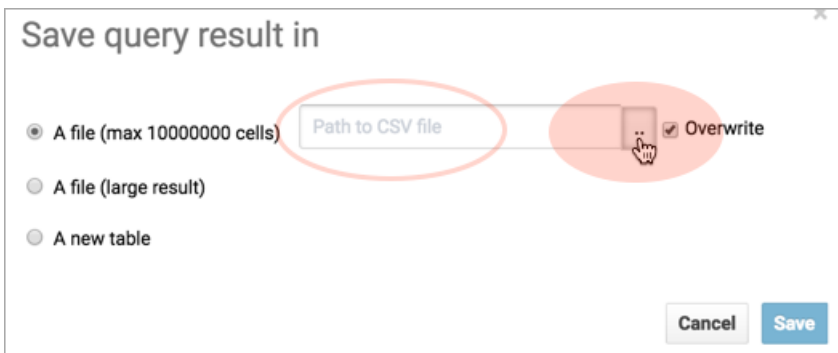 Save query result in
A file (max 10000000 cells) Path to CSV file .. Overwrite
A file (large result)
A new table
Cancel Save